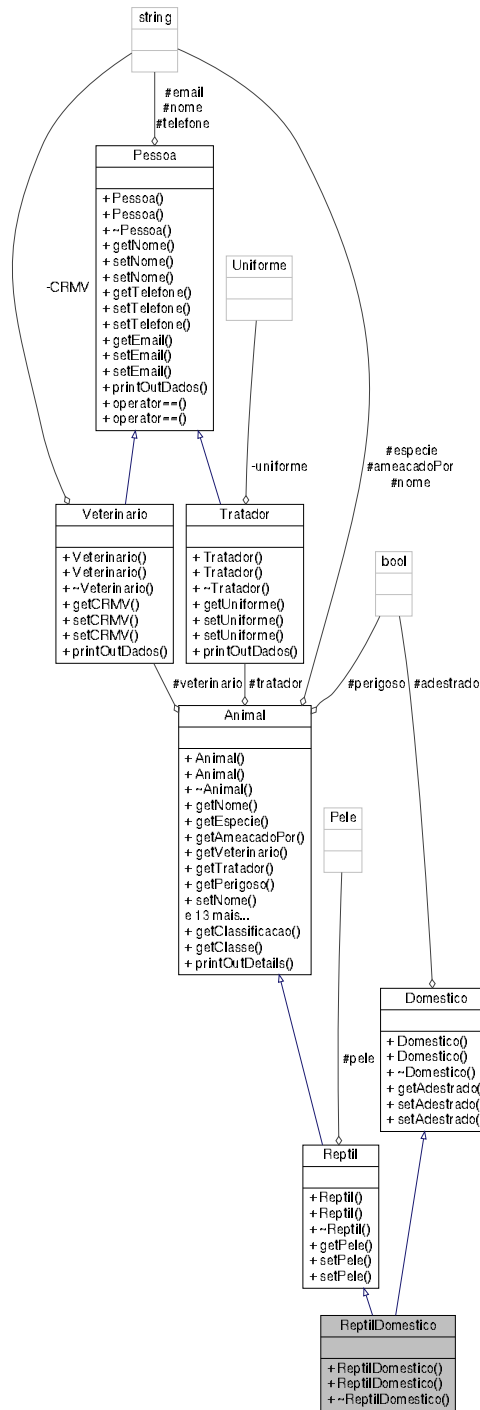 string
#email
#nome
#telefone
Pessoa
+ Pessoa()
+ Pessoa()
+ ~Pessoa()
+ getNome()
+ setNome()
+ setNome()
+ getTelefone()
+ setTelefone()
+ setTelefone()
+ getEmail()
+ setEmail()
+ setEmail()
+ printOutDados()
+ operator==()
+ operator==()
Uniforme
-CRMV
-uniforme
#especie
#ameacadoPor
#nome
Veterinario
+ Veterinario()
+ Veterinario()
+ ~Veterinario()
+ getCRMV()
+ setCRMV()
+ setCRMV()
+ printOutDados()
Tratador
+ Tratador()
+ Tratador()
+ ~Tratador()
+ getUniforme()
+ setUniforme()
+ setUniforme()
+ printOutDados()
bool
#veterinario
#tratador
#perigoso
#adestrado
Animal
+ Animal()
+ Animal()
+ ~Animal()
+ getNome()
+ getEspecie()
+ getAmeacadoPor()
+ getVeterinario()
+ getTratador()
+ getPerigoso()
+ setNome()
e 13 mais...
+ getClassificacao()
+ getClasse()
+ printOutDetails()
Pele
#pele
Domestico
+ Domestico()
+ Domestico()
+ ~Domestico()
+ getAdestrado()
+ setAdestrado()
+ setAdestrado()
Reptil
+ Reptil()
+ Reptil()
+ ~Reptil()
+ getPele()
+ setPele()
+ setPele()
ReptilDomestico
+ ReptilDomestico()
+ ReptilDomestico()
+ ~ReptilDomestico()